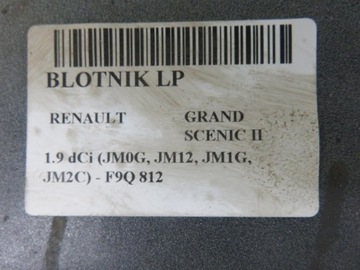 BLOTNIK LP
RENAULT GRAND
SCENIC II
1.9 dCi (JM0G, JM12, JM1G,
JM2C) - F9Q 812